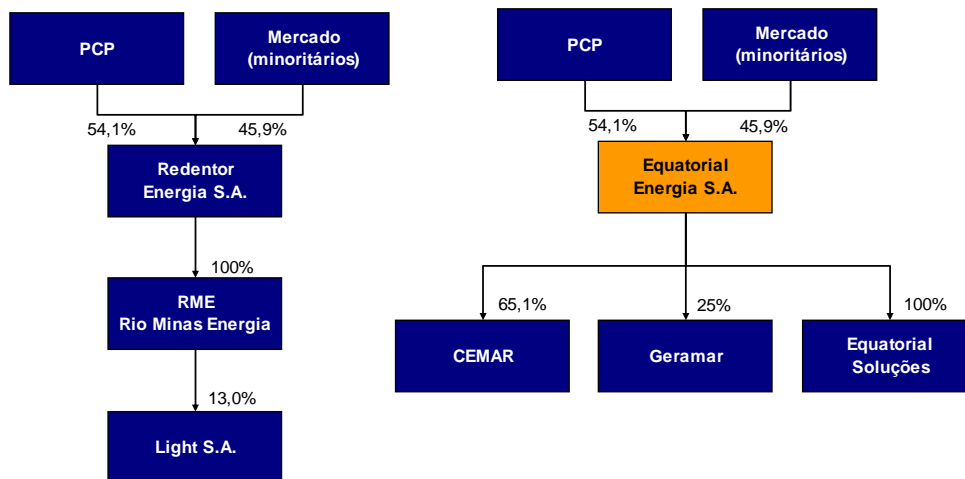 PCP
Mercado
(minoritários)
54,1%
45,9%
Redentor
Energia S.A.
100%
RME
Rio Minas Energia
13,0%
Light S.A.
PCP
Mercado
(minoritários)
54,1%
45,9%
Equatorial
Energia S.A.
65,1%
25%
100%
CEMAR
Geramar
Equatorial
Soluções